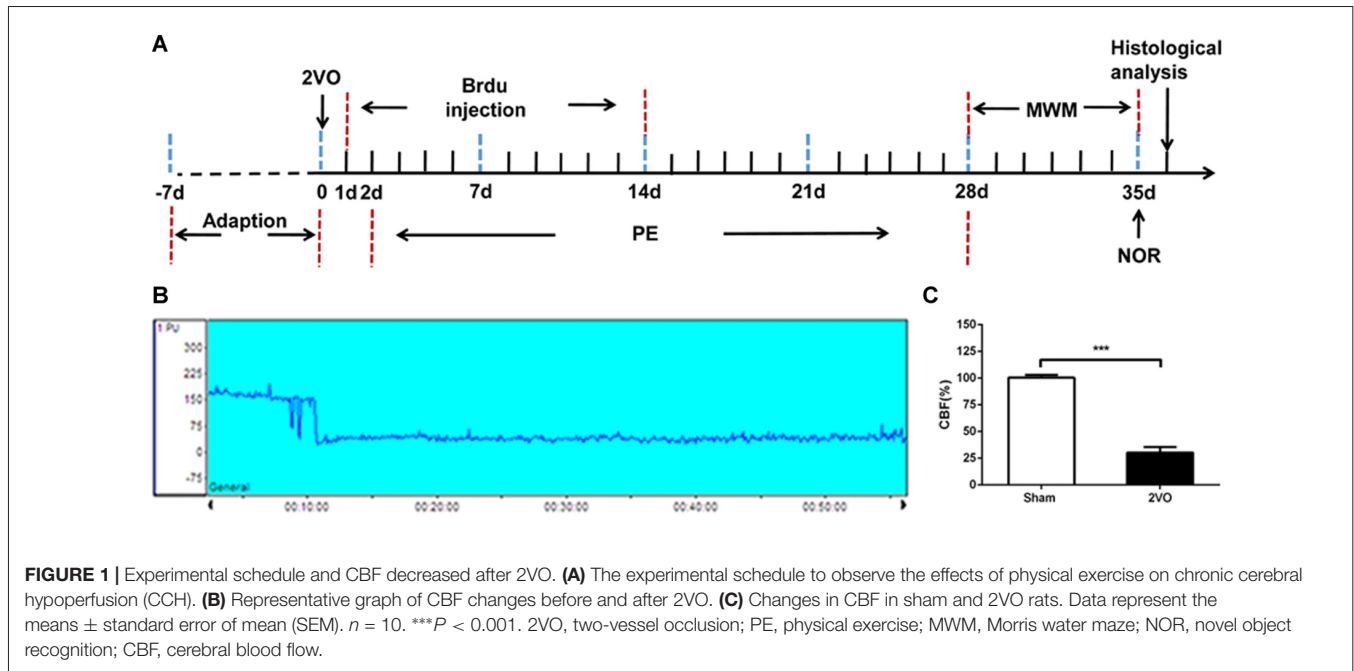 A
Histological
analysis
2VO
Brdu
injection
MWM
-7d
0
1d
2d
7d
14d
21d
28d
35d
Adaption
PE
NOR
B
1 PU
300
225
150
75
0
-75
General
00:10:00
00:20:00
00:30:00
00:40:00
00:50:00
C
CBF(%)
150
125
100
75
50
25
0
***
Sham
2VO
FIGURE 1 | Experimental schedule and CBF decreased after 2VO. (A) The experimental schedule to observe the effects of physical exercise on chronic cerebral
hypoperfusion (CCH). (B) Representative graph of CBF changes before and after 2VO. (C) Changes in CBF in sham and 2VO rats. Data represent the
means ± standard error of mean (SEM). n = 10. ***P < 0.001. 2VO, two-vessel occlusion; PE, physical exercise; MWM, Morris water maze; NOR, novel object
recognition; CBF, cerebral blood flow.